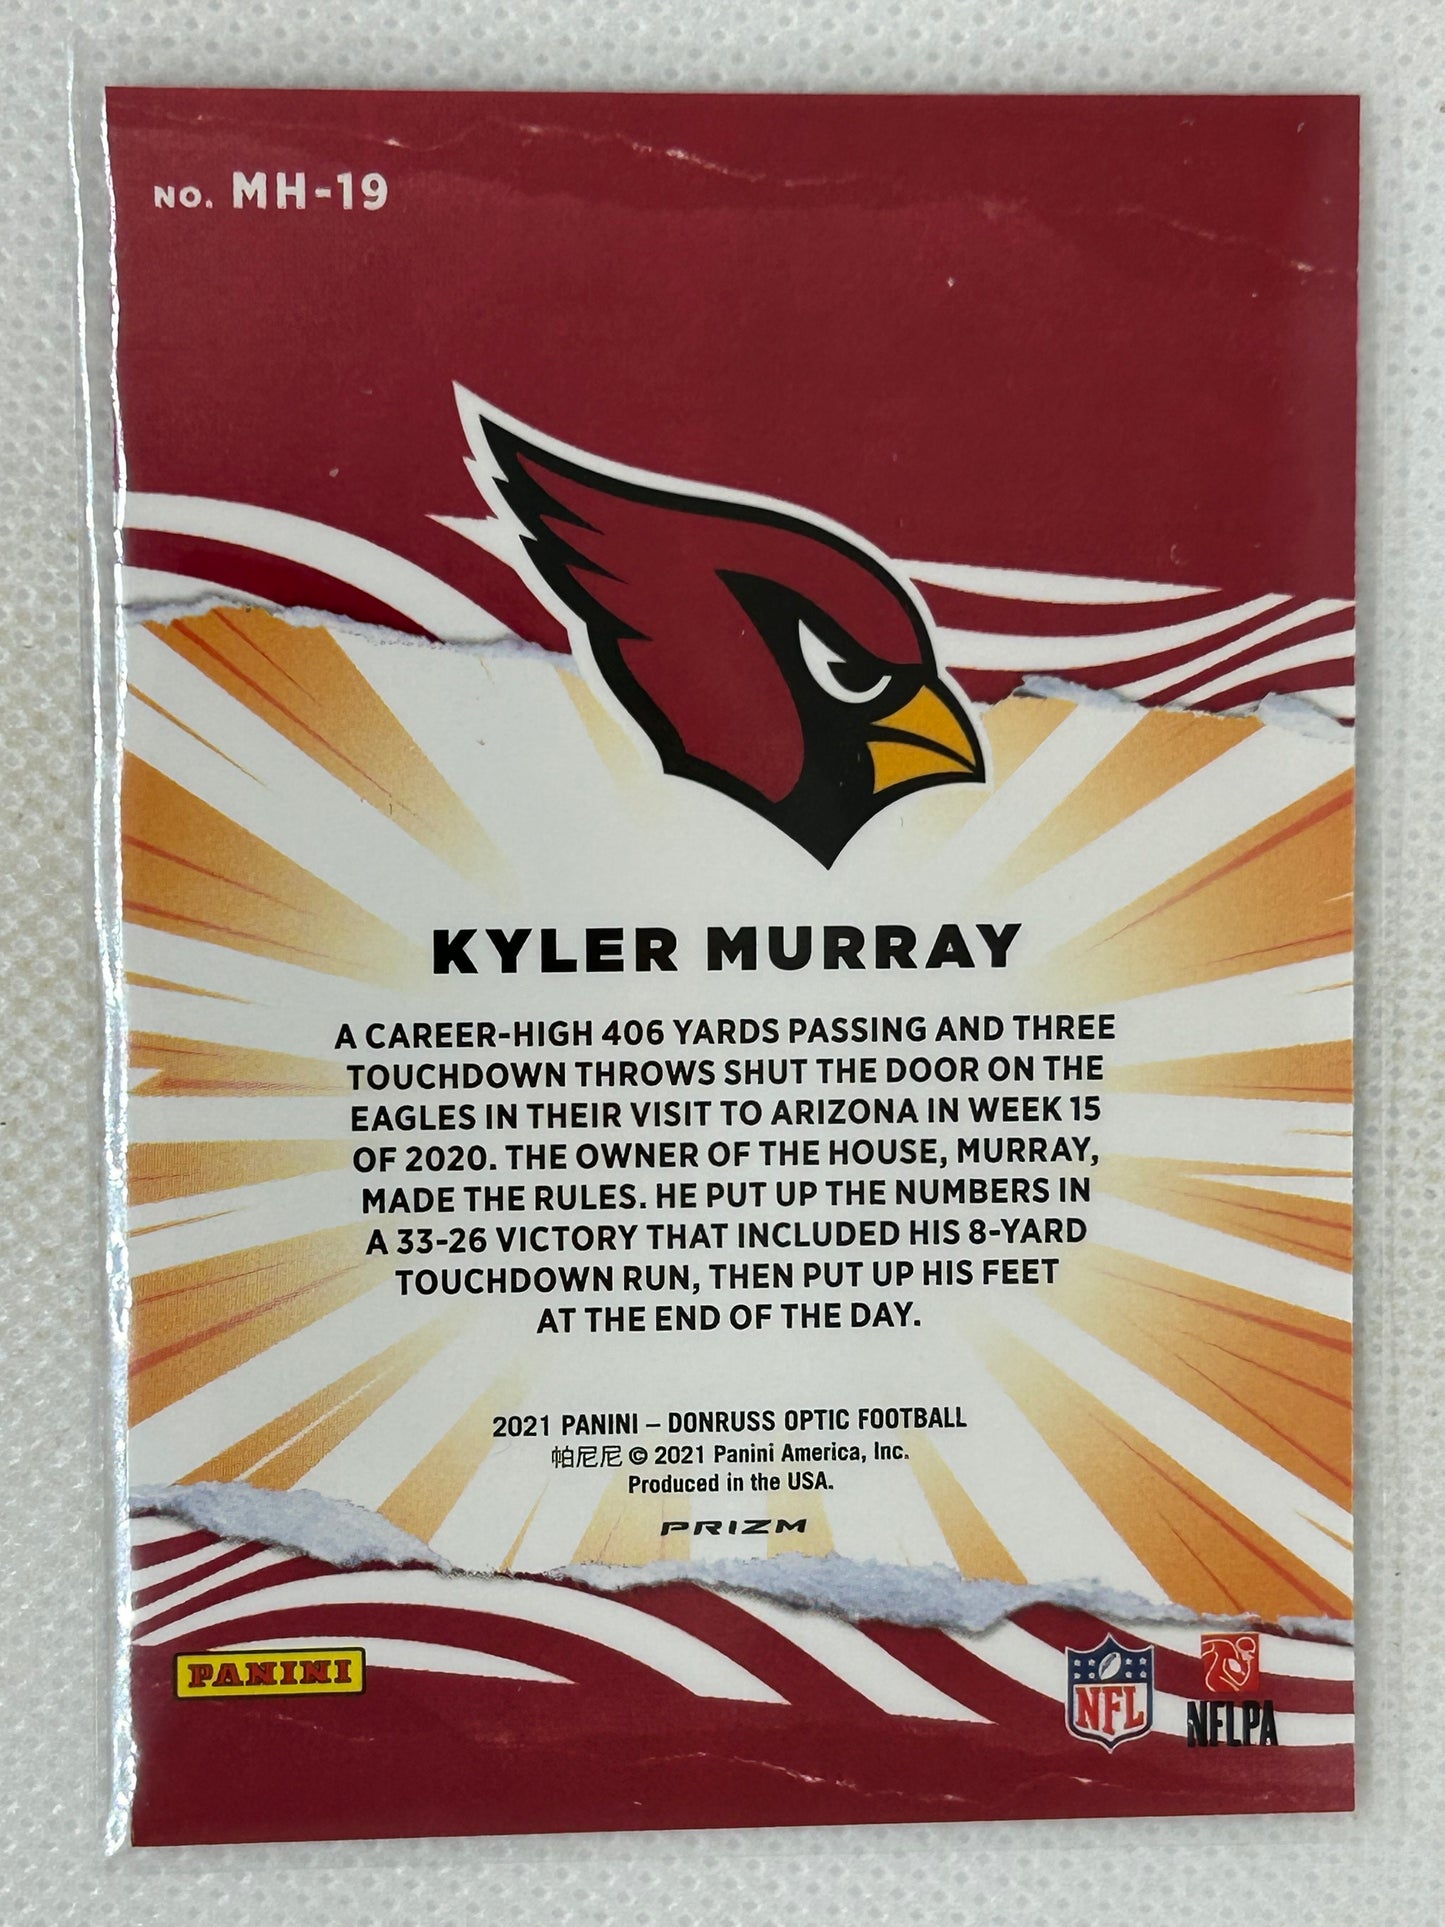 NO. MH-19
KYLER MURRAY
A CAREER-HIGH 406 YARDS PASSING AND THREE
TOUCHDOWN THROWS SHUT THE DOOR ON THE
EAGLES IN THEIR VISIT TO ARIZONA IN WEEK 15
OF 2020. THE OWNER OF THE HOUSE, MURRAY,
MADE THE RULES. HE PUT UP THE NUMBERS IN
A 33-26 VICTORY THAT INCLUDED HIS 8-YARD
TOUCHDOWN RUN, THEN PUT UP HIS FEET
AT THE END OF THE DAY.
2021 PANINI – DONRUSS OPTIC FOOTBALL
帕尼尼 © 2021 Panini America, Inc.
Produced in the USA.
PRIZM
PANINI
NFL
NFLPA